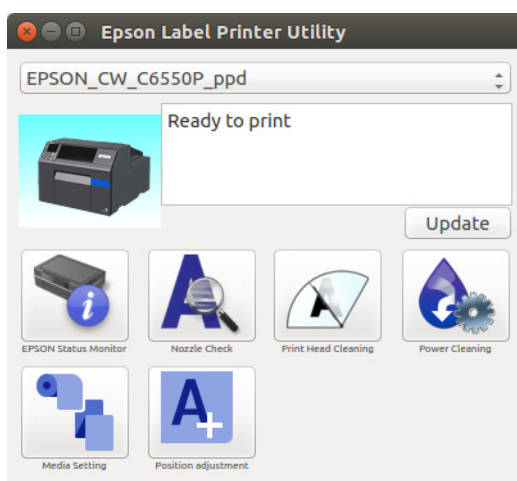 Epson Label Printer Utility
EPSON_CW_C6550P_ppd
Ready to print
Update
EPSON Status Monitor
Nozzle Check
Print Head Cleaning
Power Cleaning
Media Setting
Position adjustment